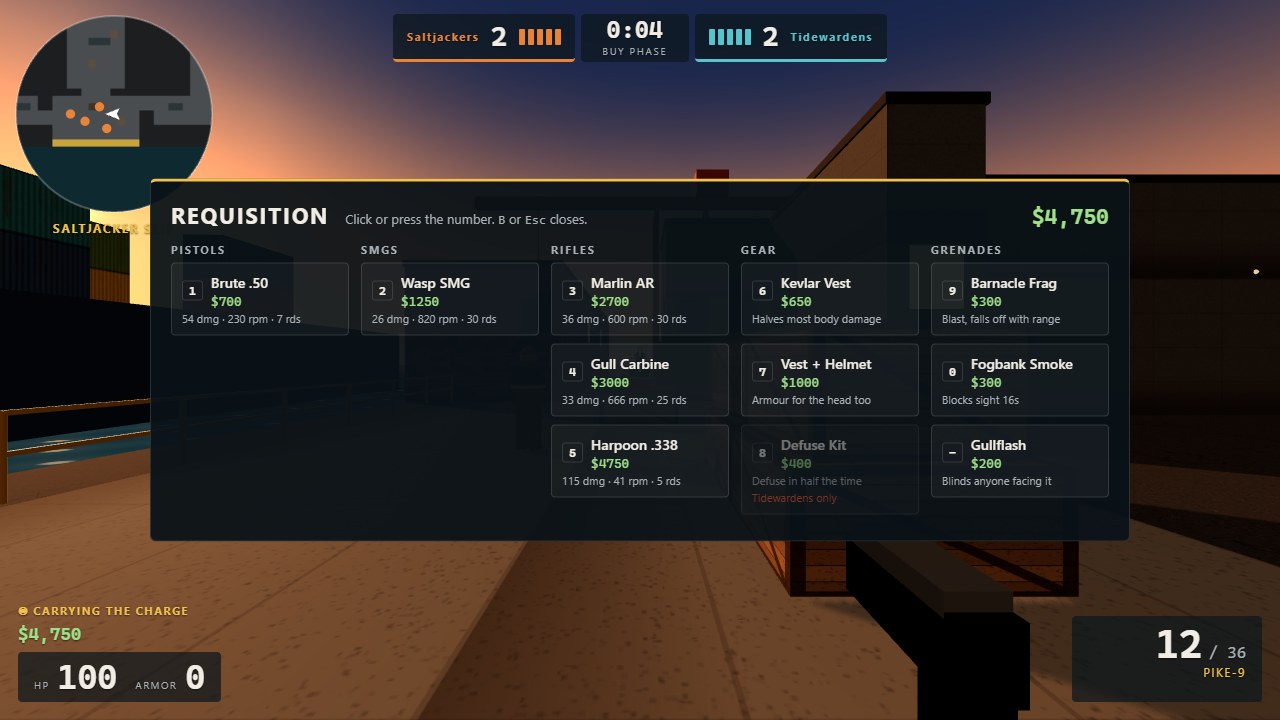 Saltjackers 2
0:04
BUY PHASE
2 Tidewardens
SALTJACKER
REQUISITION
Click or press the number. B or Esc closes.
$4,750
PISTOLS
1 Brute .50
$700
54 dmg · 230 rpm · 7 rds
SMGS
2 Wasp SMG
$1250
26 dmg · 820 rpm · 30 rds
RIFLES
3 Marlin AR
$2700
36 dmg · 600 rpm · 30 rds
4 Gull Carbine
$3000
33 dmg · 666 rpm · 25 rds
5 Harpoon .338
$4750
115 dmg · 41 rpm · 5 rds
GEAR
6 Kevlar Vest
$650
Halves most body damage
7 Vest + Helmet
$1000
Armour for the head too
8 Defuse Kit
$400
Defuse in half the time
Tidewardens only
GRENADES
9 Barnacle Frag
$300
Blast, falls off with range
0 Fogbank Smoke
$300
Blocks sight 16s
– Gullflash
$200
Blinds anyone facing it
CARRYING THE CHARGE
$4,750
HP 100 ARMOR 0
12 / 36
PIKE-9